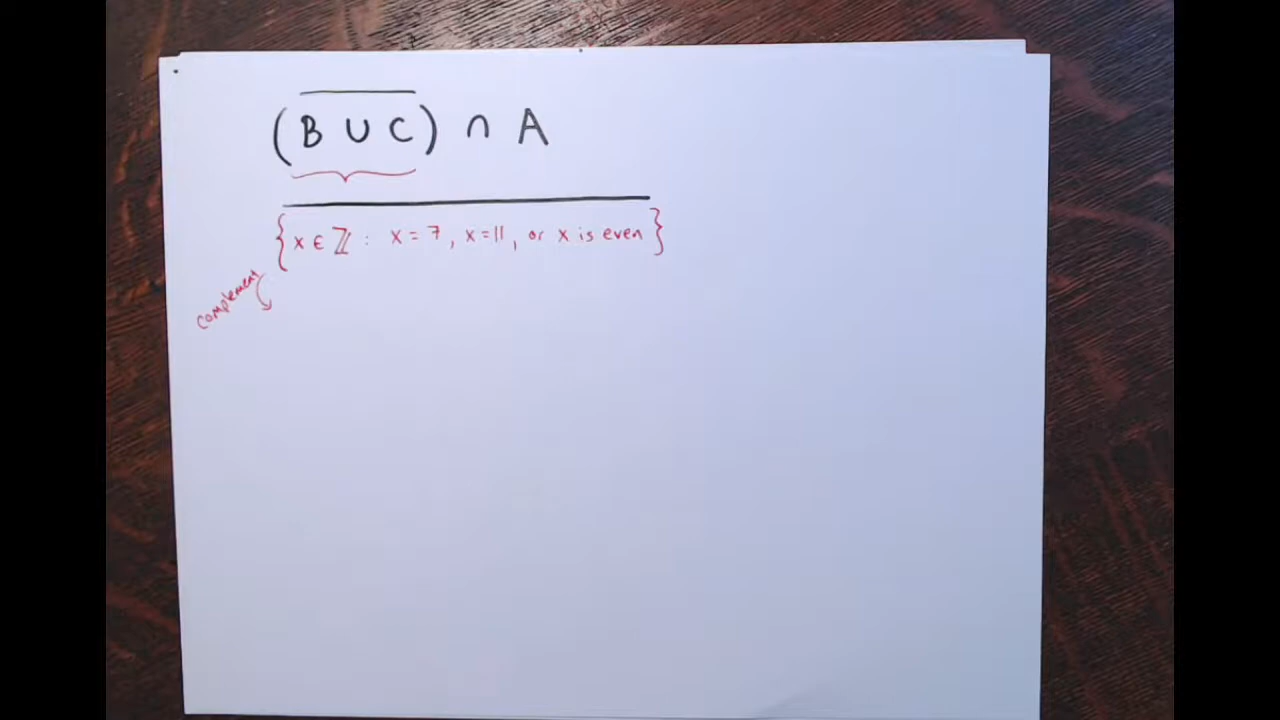 (B ∪ C)̅ ∩ A
{x ∈ ℤ : x = 7, x = 11, or x is even}
complement